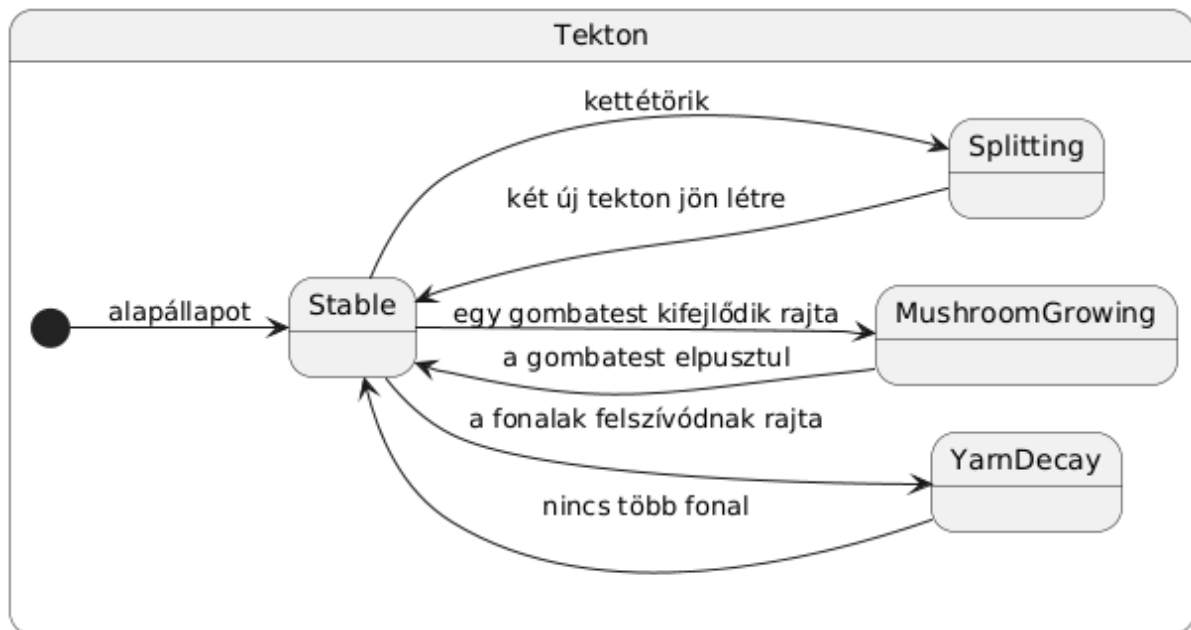 Tekton
kettétörik
Splitting
két új tekton jön létre
alapállapot
Stable
egy gombatest kifejlődik rajta
MushroomGrowing
a gombatest elpusztul
a fonalak felszívódnak rajta
YarnDecay
nincs több fonal